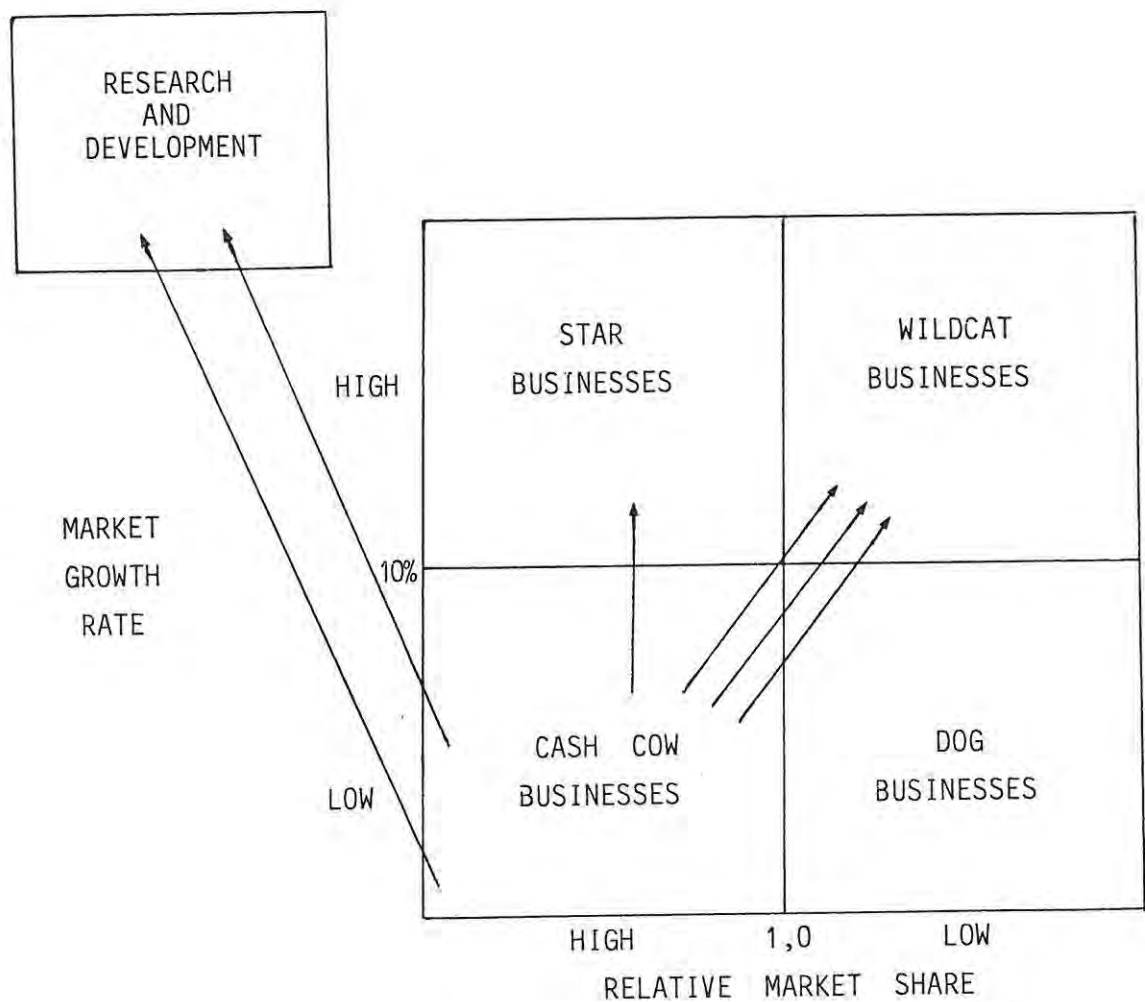 RESEARCH
AND
DEVELOPMENT
STAR
BUSINESSES
WILDCAT
BUSINESSES
HIGH
MARKET
GROWTH
RATE
10%
CASH COW
BUSINESSES
DOG
BUSINESSES
LOW
HIGH 1,0 LOW
RELATIVE MARKET SHARE